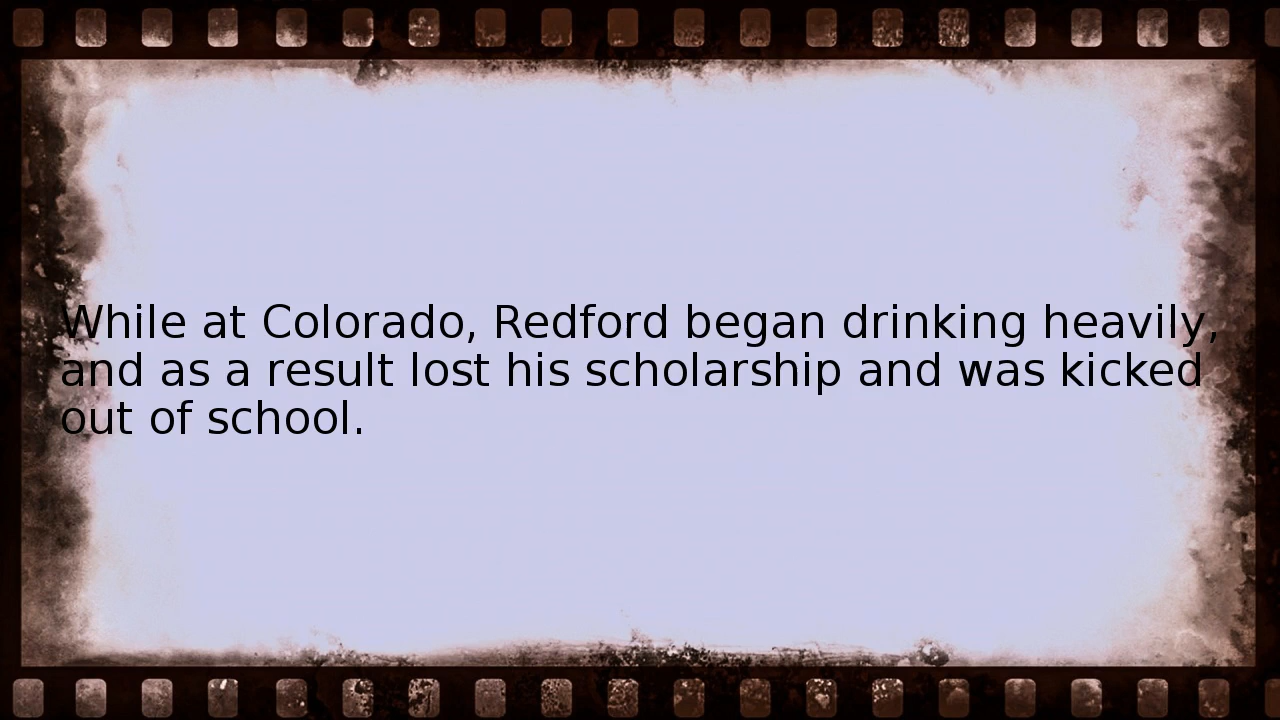 While at Colorado, Redford began drinking heavily,
and as a result lost his scholarship and was kicked
out of school.